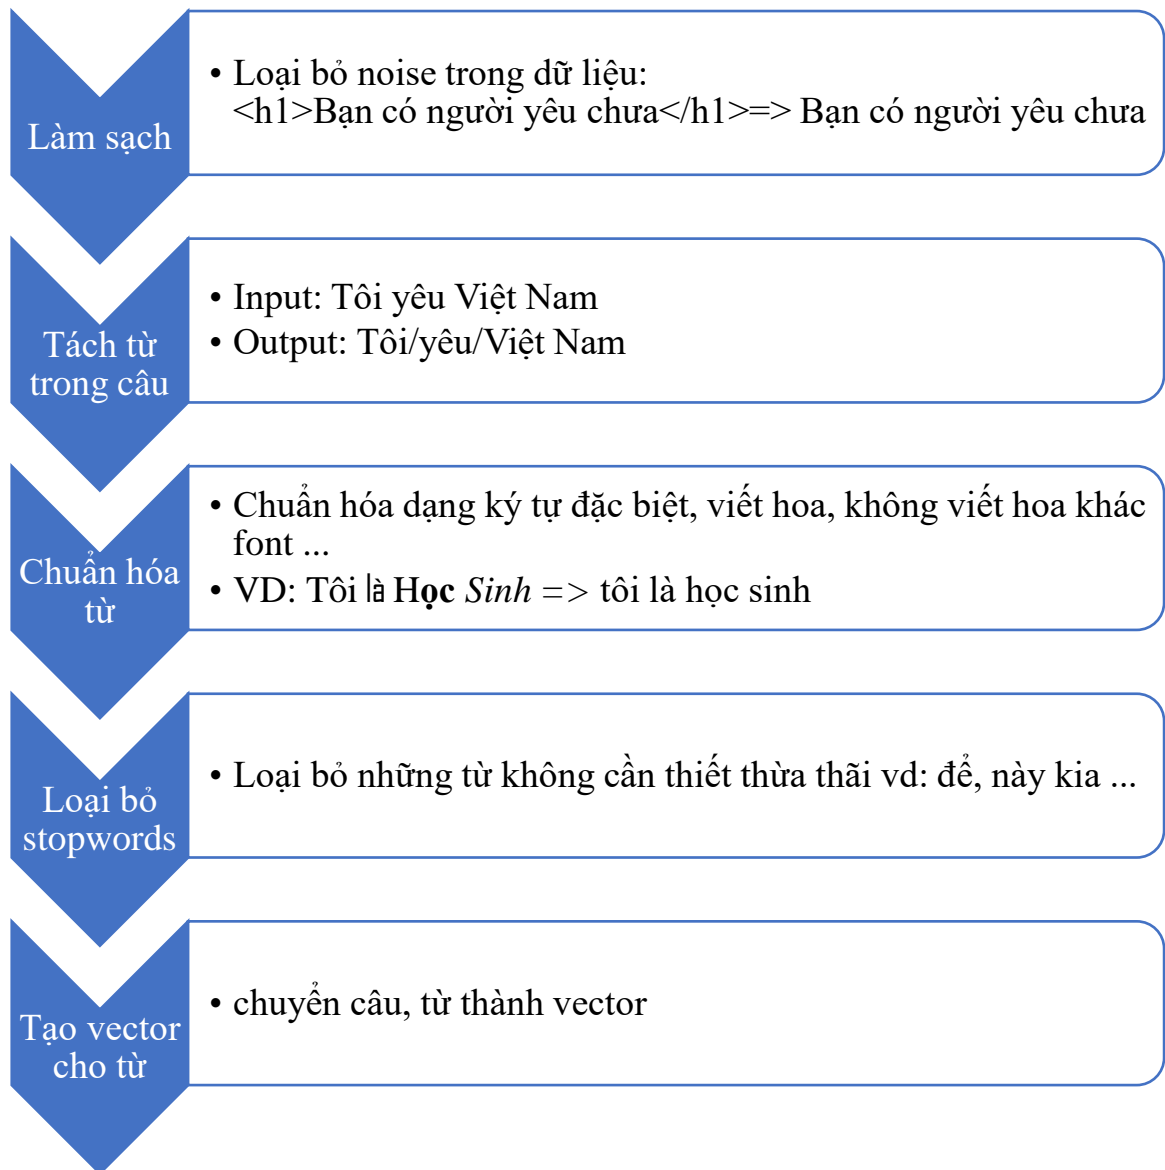 Làm sạch
• Loại bỏ noise trong dữ liệu:
<h1>Bạn có người yêu chưa</h1>=> Bạn có người yêu chưa
Tách từ
trong câu
• Input: Tôi yêu Việt Nam
• Output: Tôi/yêu/Việt Nam
Chuẩn hóa
từ
• Chuẩn hóa dạng ký tự đặc biệt, viết hoa, không viết hoa khác
font ...
• VD: Tôi là Học Sinh => tôi là học sinh
Loại bỏ
stopwords
• Loại bỏ những từ không cần thiết thừa thãi vd: để, này kia ...
Tạo vector
cho từ
• chuyển câu, từ thành vector